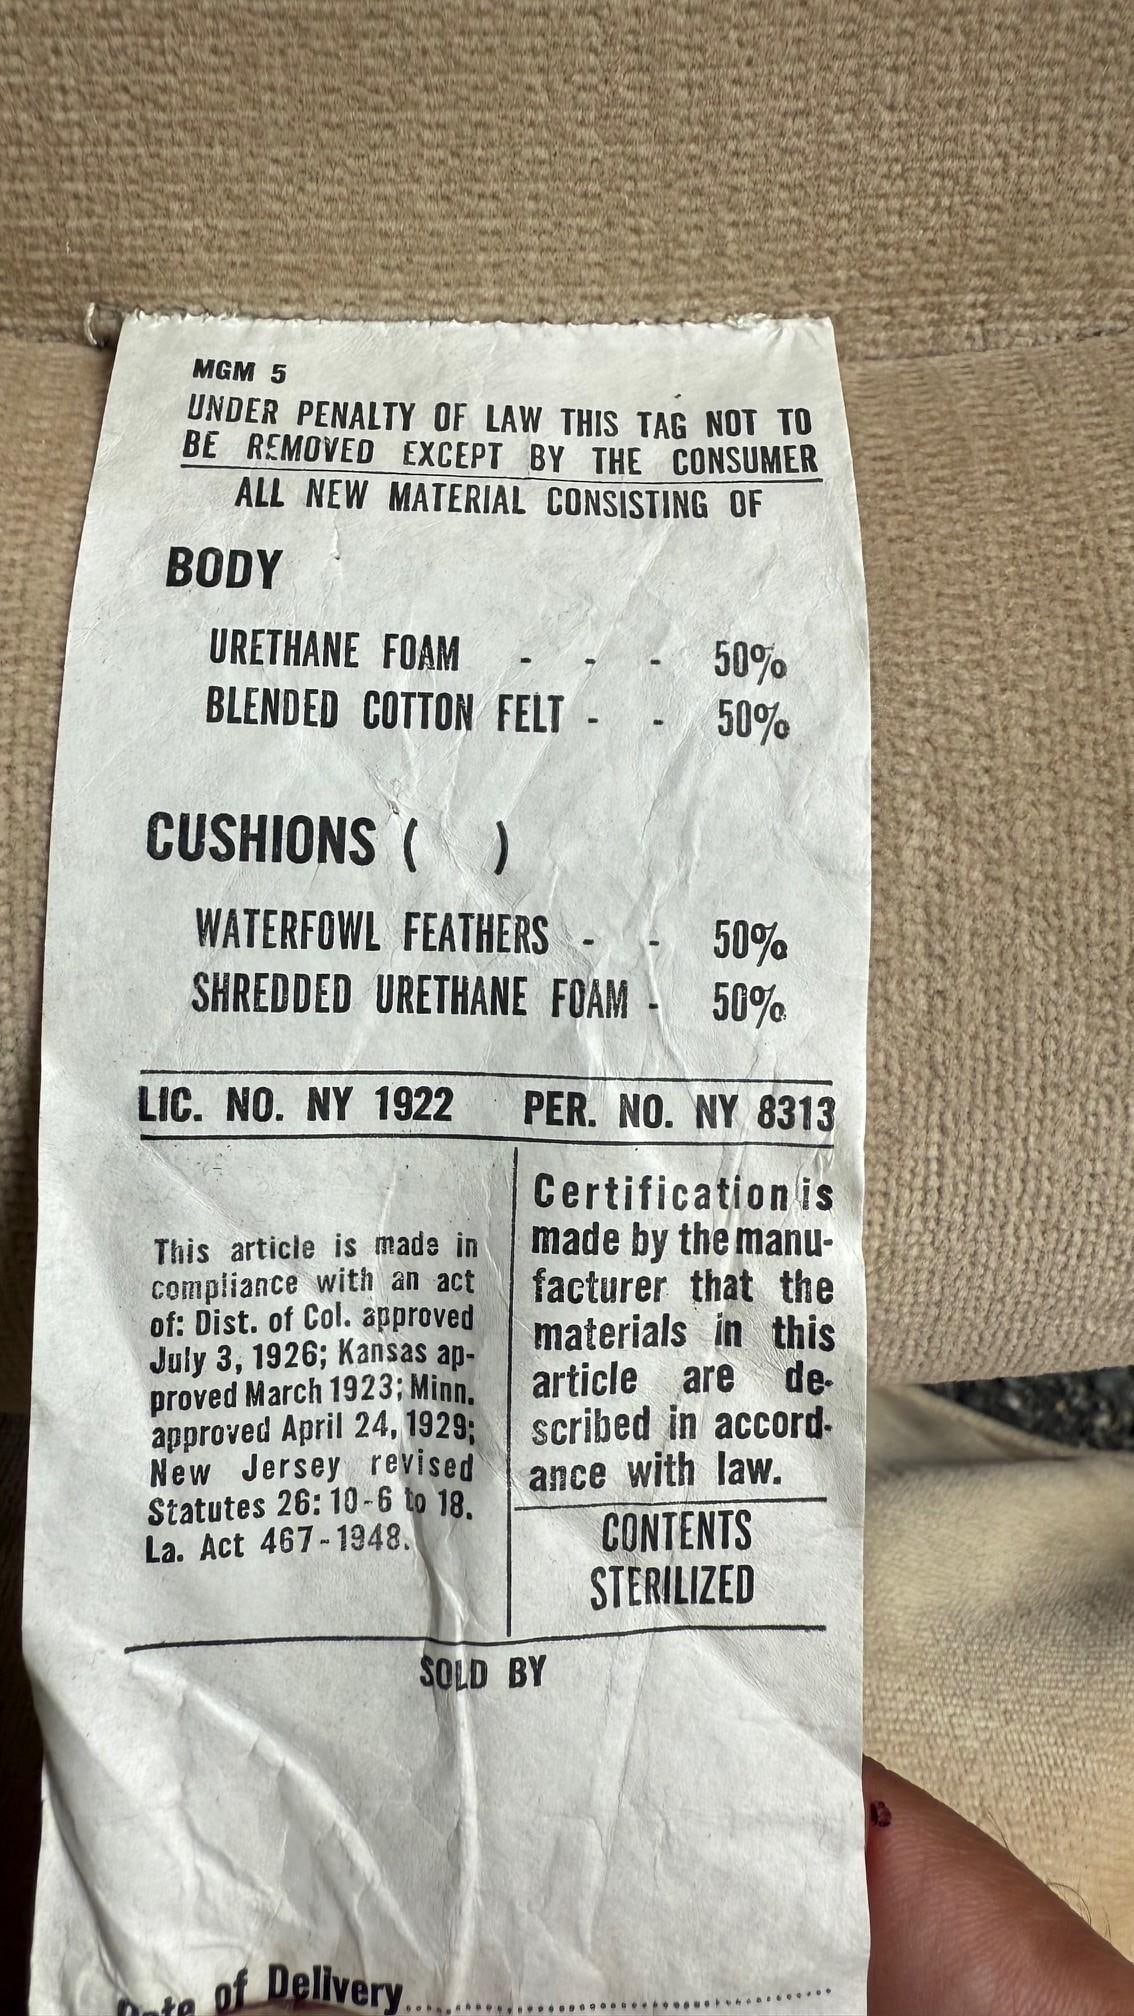 MGM 5
UNDER PENALTY OF LAW THIS TAG NOT TO
BE REMOVED EXCEPT BY THE CONSUMER
ALL NEW MATERIAL CONSISTING OF
BODY
URETHANE FOAM - - - 50%
BLENDED COTTON FELT - - 50%
CUSHIONS ( )
WATERFOWL FEATHERS - - 50%
SHREDDED URETHANE FOAM - 50%
LIC. NO. NY 1922 PER. NO. NY 8313
This article is made in
compliance with an act
of: Dist. of Col. approved
July 3, 1926; Kansas ap-
proved March 1923; Minn.
approved April 24, 1929;
New Jersey revised
Statutes 26: 10-6 to 18.
La. Act 467-1948.
Certification is
made by the manu-
facturer that the
materials in this
article are de-
scribed in accord-
ance with law.
CONTENTS
STERILIZED
SOLD BY
Date of Delivery